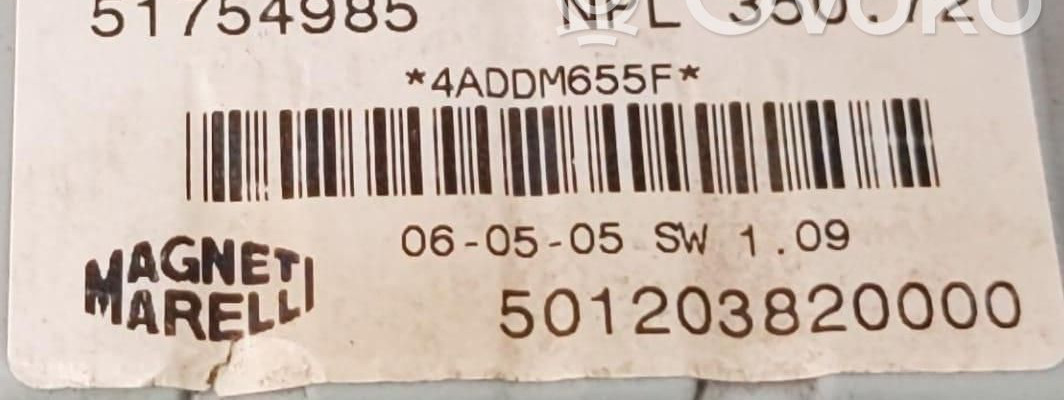 51754985
*4ADDM655F*
06-05-05 SW 1.09
MAGNETI
MARELLI
501203820000